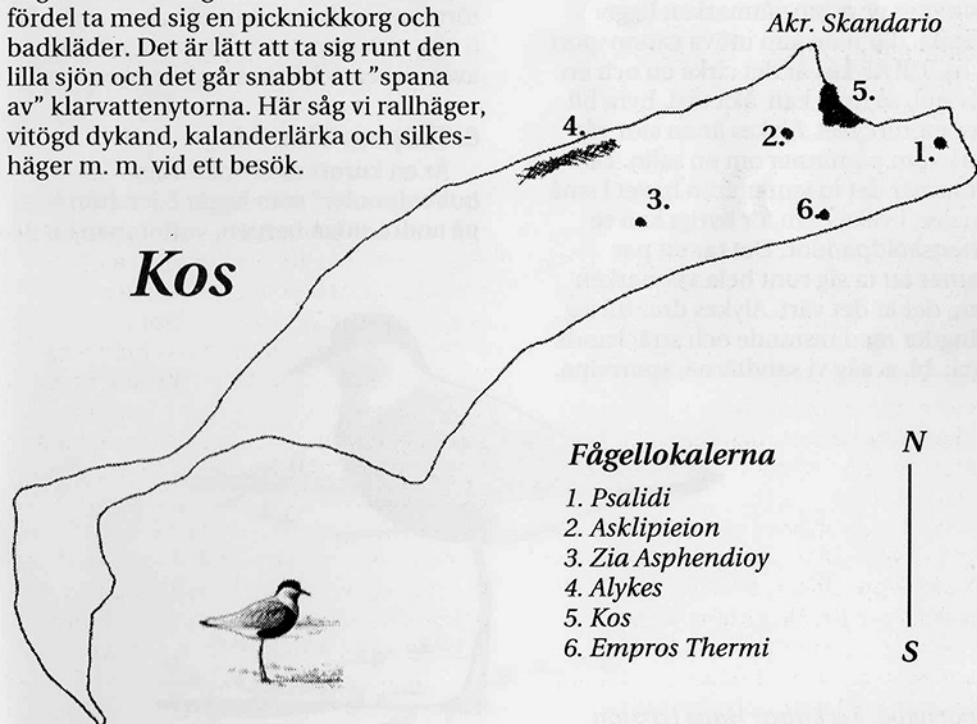 fördel ta med sig en picknickkorg och
badkläder. Det är lätt att ta sig runt den
lilla sjön och det går snabbt att ”spana
av” klarvattenytorna. Här såg vi rallhäger,
vitögd dykand, kalanderlärka och silkes-
häger m. m. vid ett besök.
Akr. Skandario
5.
4.
2.
1.
3.
6.
Kos
Fågellokalerna
1. Psalidi
2. Asklipieion
3. Zia Asphendioy
4. Alykes
5. Kos
6. Empros Thermi
N
S